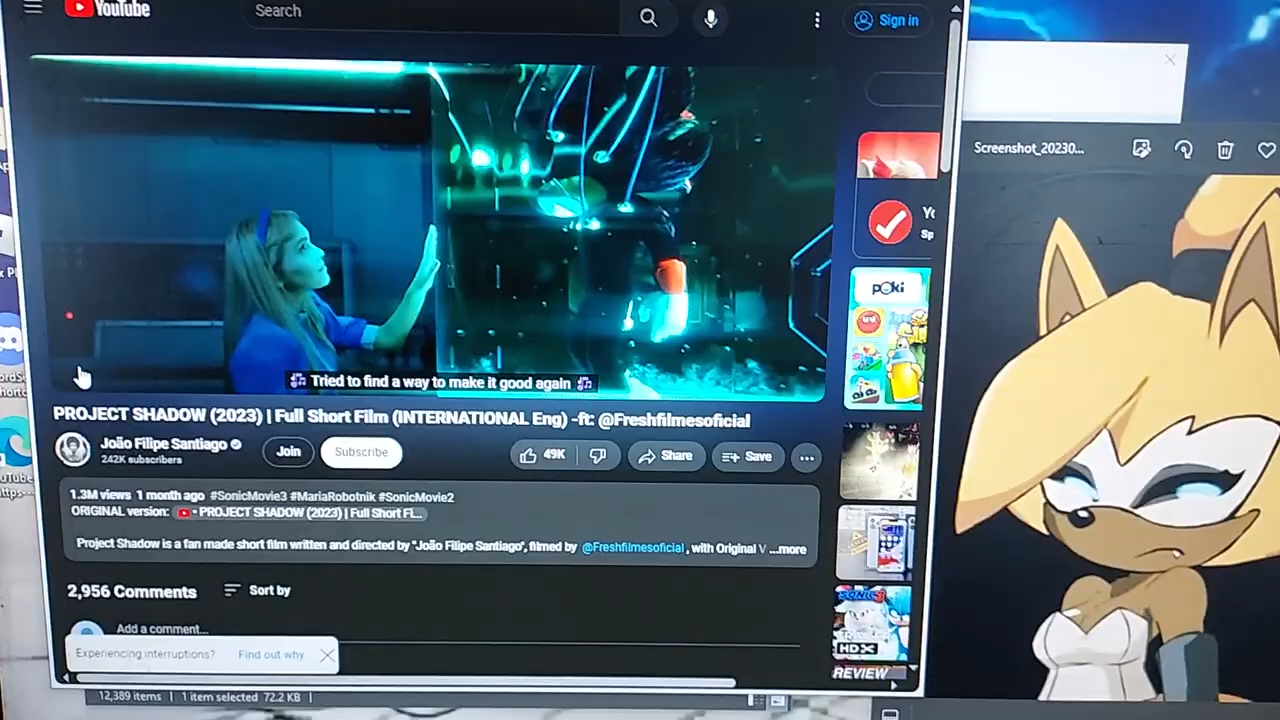 YouTube
Search
Sign in
Screenshot_20230...
poki
Tried to find a way to make it good again
PROJECT SHADOW (2023) | Full Short Film (INTERNATIONAL Eng) -ft: @Freshfilmesoficial
João Filipe Santiago
242K subscribers
Join
Subscribe
49K
Share
Save
1.3M views 1 month ago #SonicMovie3 #MariaRobotnik #SonicMovie2
ORIGINAL version: • PROJECT SHADOW (2023) | Full Short Fi...
Project Shadow is a fan made short film written and directed by "João Filipe Santiago", filmed by @Freshfilmesoficial , with Original V ...more
2,956 Comments
Sort by
Add a comment...
Experiencing interruptions?
Find out why
SONIC
HDX
REVIEW
12,389 items
1 item selected 72.2 KB